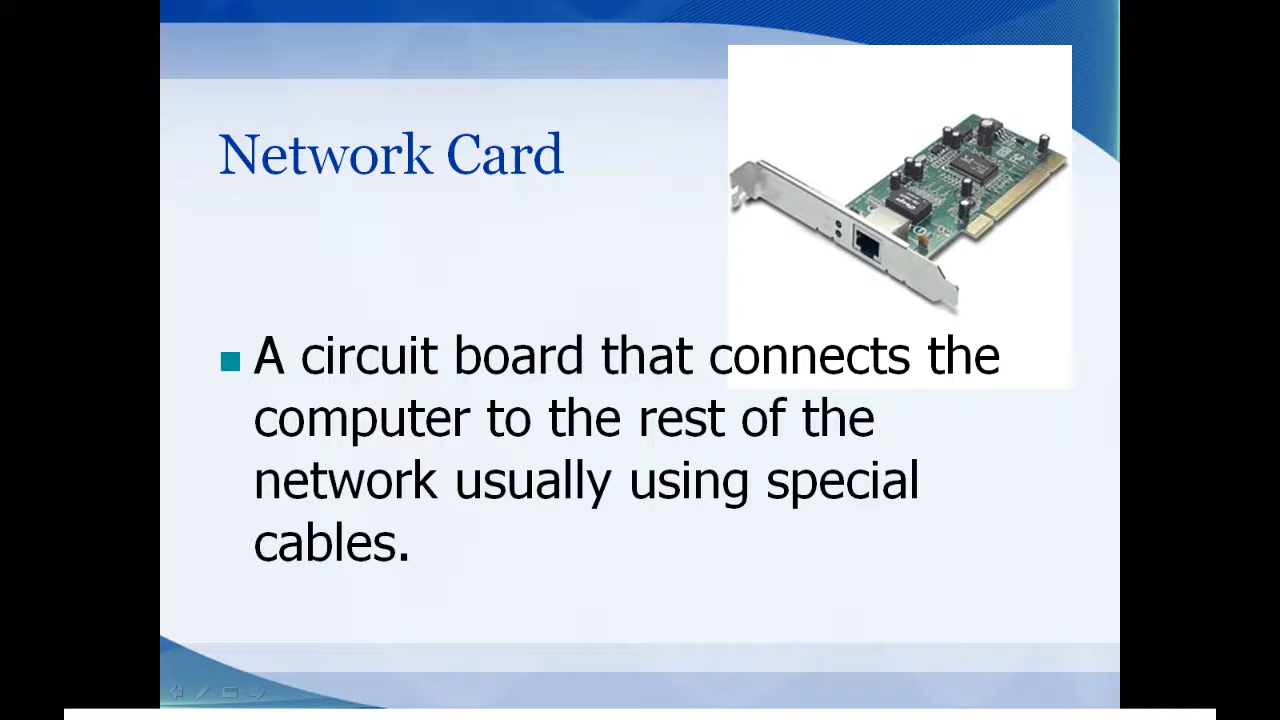 Network Card
A circuit board that connects the
computer to the rest of the
network usually using special
cables.